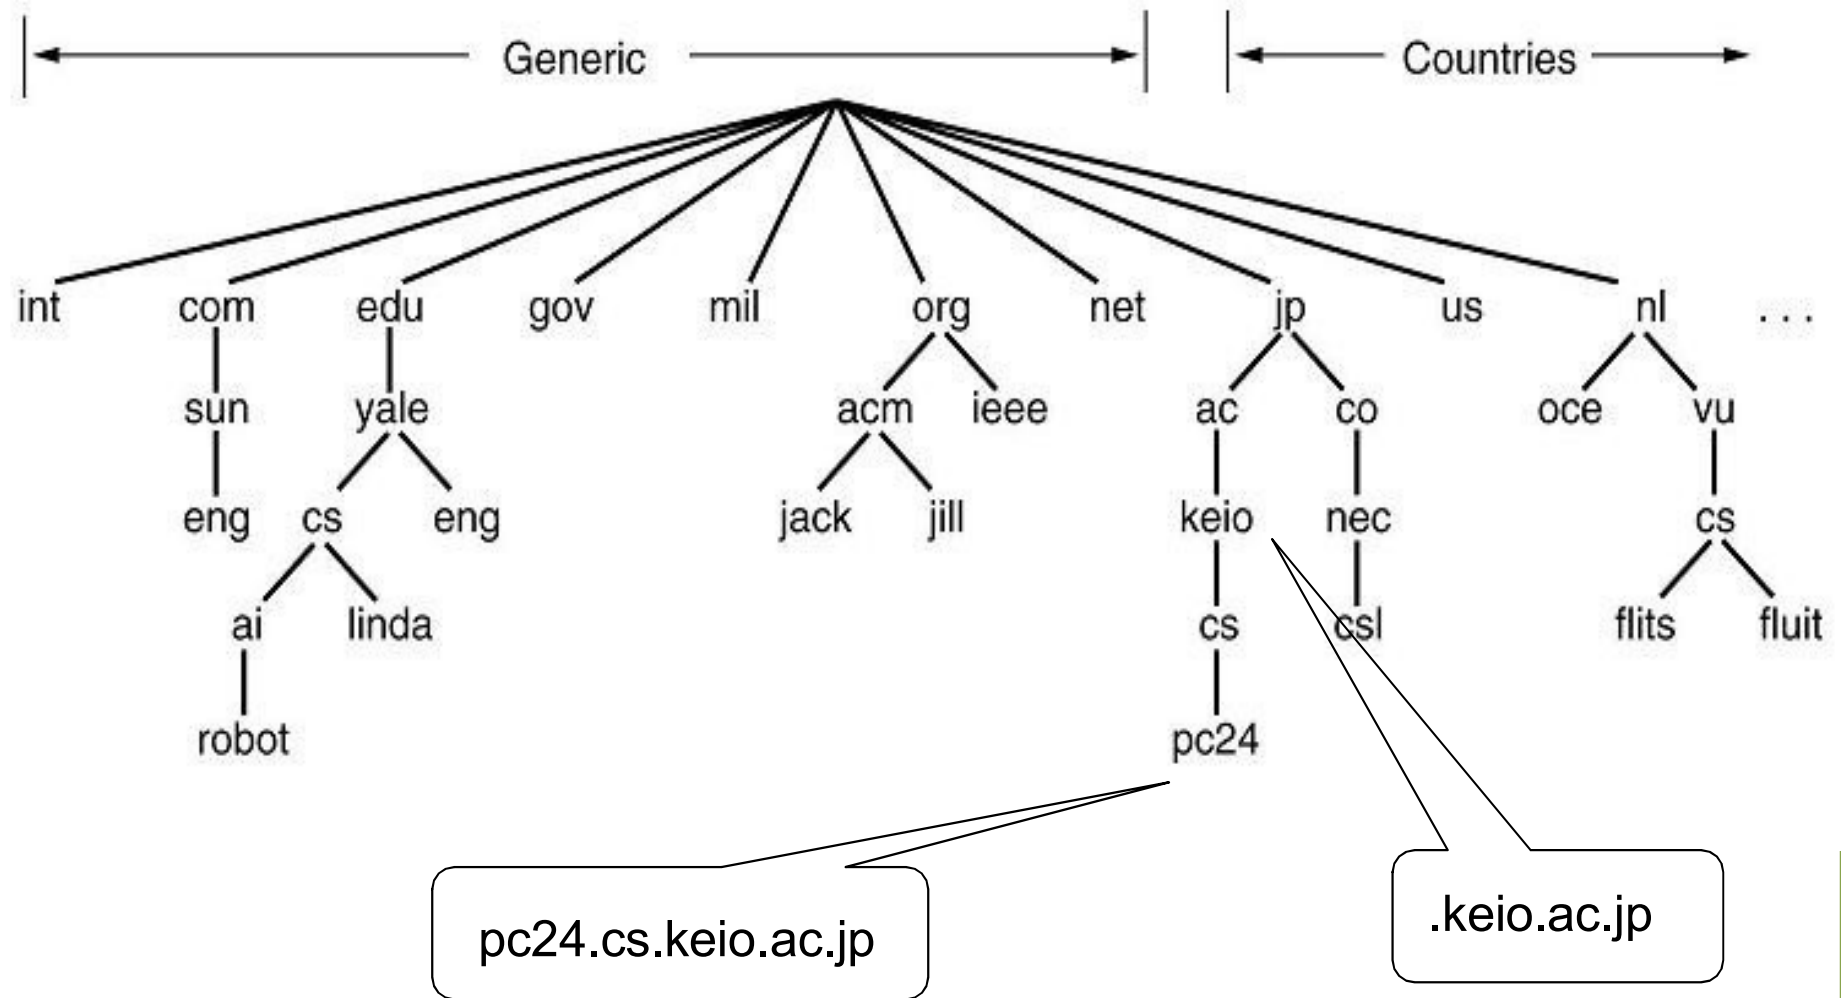 Generic Countries
int com edu gov mil org net jp us nl ...
sun yale acm ieee ac co oce vu
eng cs eng jack jill keio nec cs
ai linda cs csl flits fluit
robot pc24
pc24.cs.keio.ac.jp .keio.ac.jp